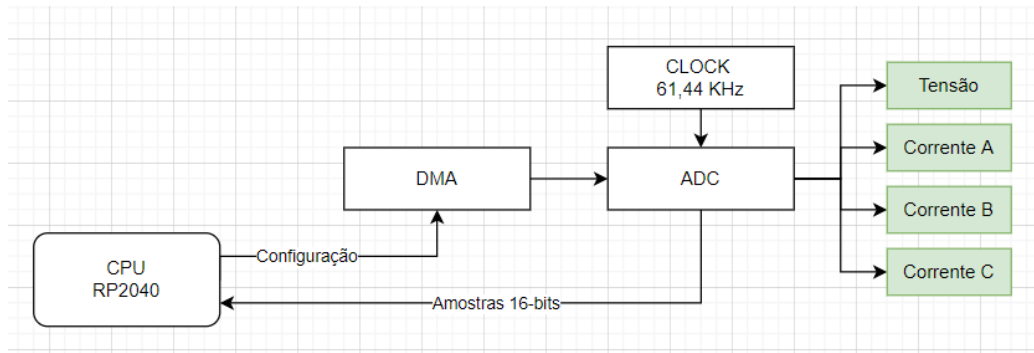 CLOCK
61,44 KHz
Tensão
Corrente A
DMA
ADC
Corrente B
Configuração
CPU
RP2040
Corrente C
Amostras 16-bits